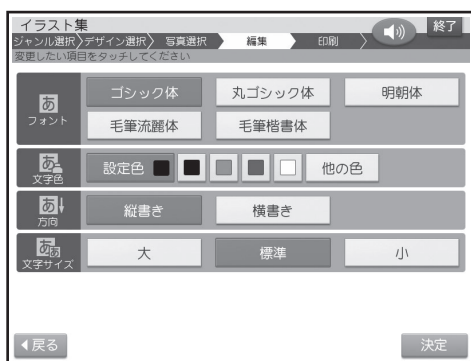 イラスト集 終了
ジャンル選択 デザイン選択 写真選択 編集 印刷
変更したい項目をタッチしてください
あ
フォント
ゴシック体 丸ゴシック体 明朝体
毛筆流麗体 毛筆楷書体
あ
文字色
設定色 他の色
あ
方向
縦書き 横書き
ああ
文字サイズ
大 標準 小
戻る 決定